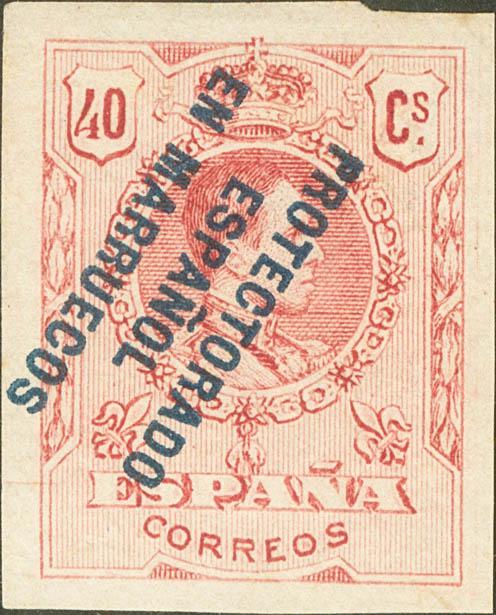 40 Cs.
PROTECTORADO
ESPAÑOL
EN MARRUECOS
ESPAÑA
CORREOS